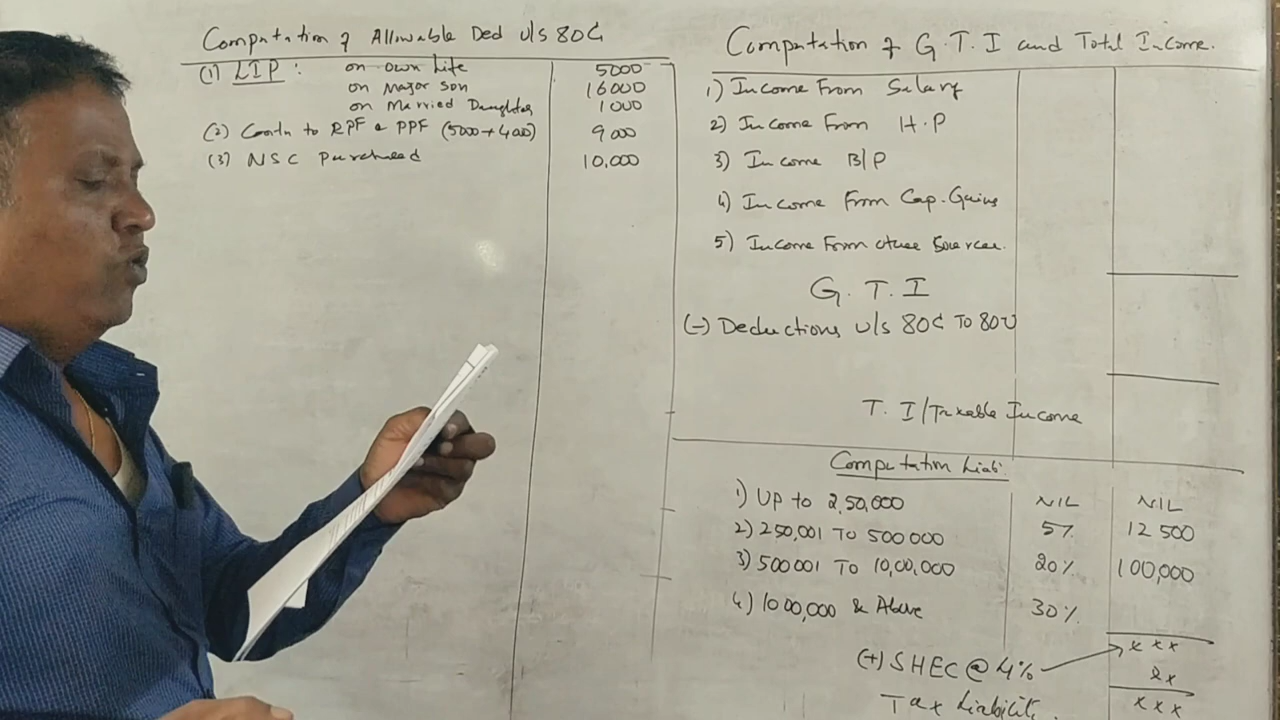 Computation of Allowable Ded u/s 80C
(1) LIP : on own Life 5000
on Major Son 16000
on Married Daughter 1000
(2) Contn to RPF & PPF (5000+4000) 9000
(3) NSC Purchased 10,000
Computation of G.T.I and Total Income.
1) Income From Salary
2) Income From H.P
3) Income B/P
4) Income From Cap. Gains
5) Income From other Sources.
G.T.I
(-) Deductions u/s 80C To 80U
T.I/Taxable Income
Computation Liabi.
1) Up to 2,50,000 NIL NIL
2) 250,001 To 500000 5% 12500
3) 500001 To 10,00,000 20% 100,000
4) 1000,000 & Above 30%
xxx
(+) SHEC @ 4% xx
Tax Liability. xxx